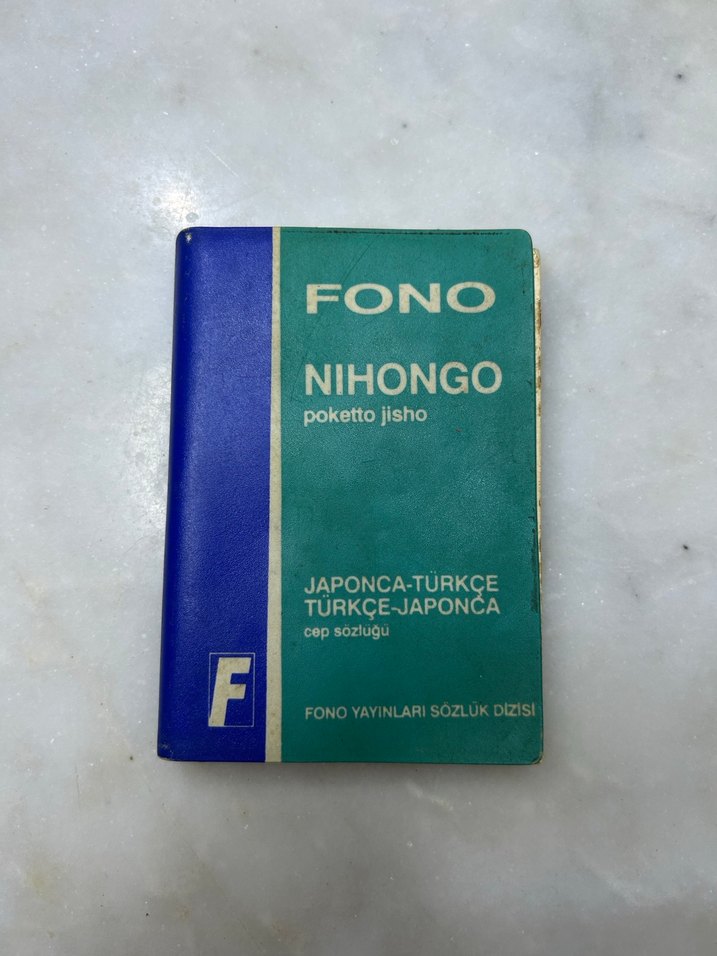 FONO
NIHONGO
poketto jisho
JAPONCA-TÜRKÇE
TÜRKÇE-JAPONCA
cep sözlüğü
F
FONO YAYINLARI SÖZLÜK DİZİSİ